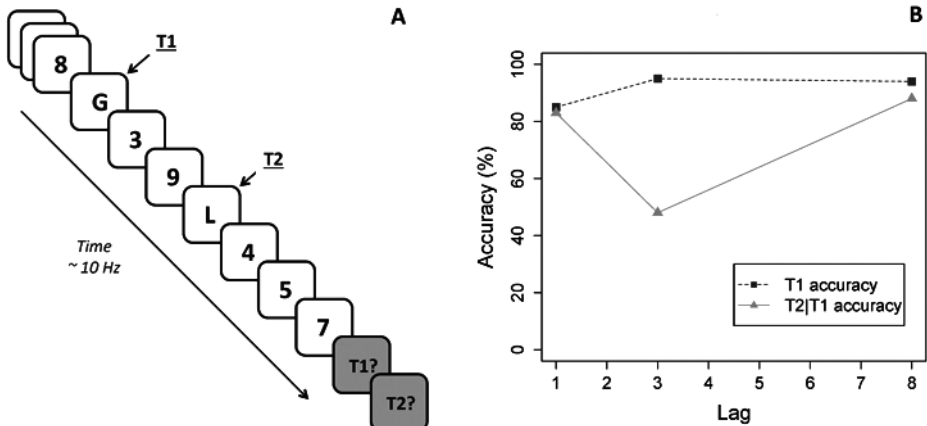 A
8
T1
G
3
9
T2
L
4
5
7
T1?
T2?
Time
~ 10 Hz
B
Accuracy (%)
100
80
60
40
20
0
T1 accuracy
T2|T1 accuracy
1 2 3 4 5 6 7 8
Lag